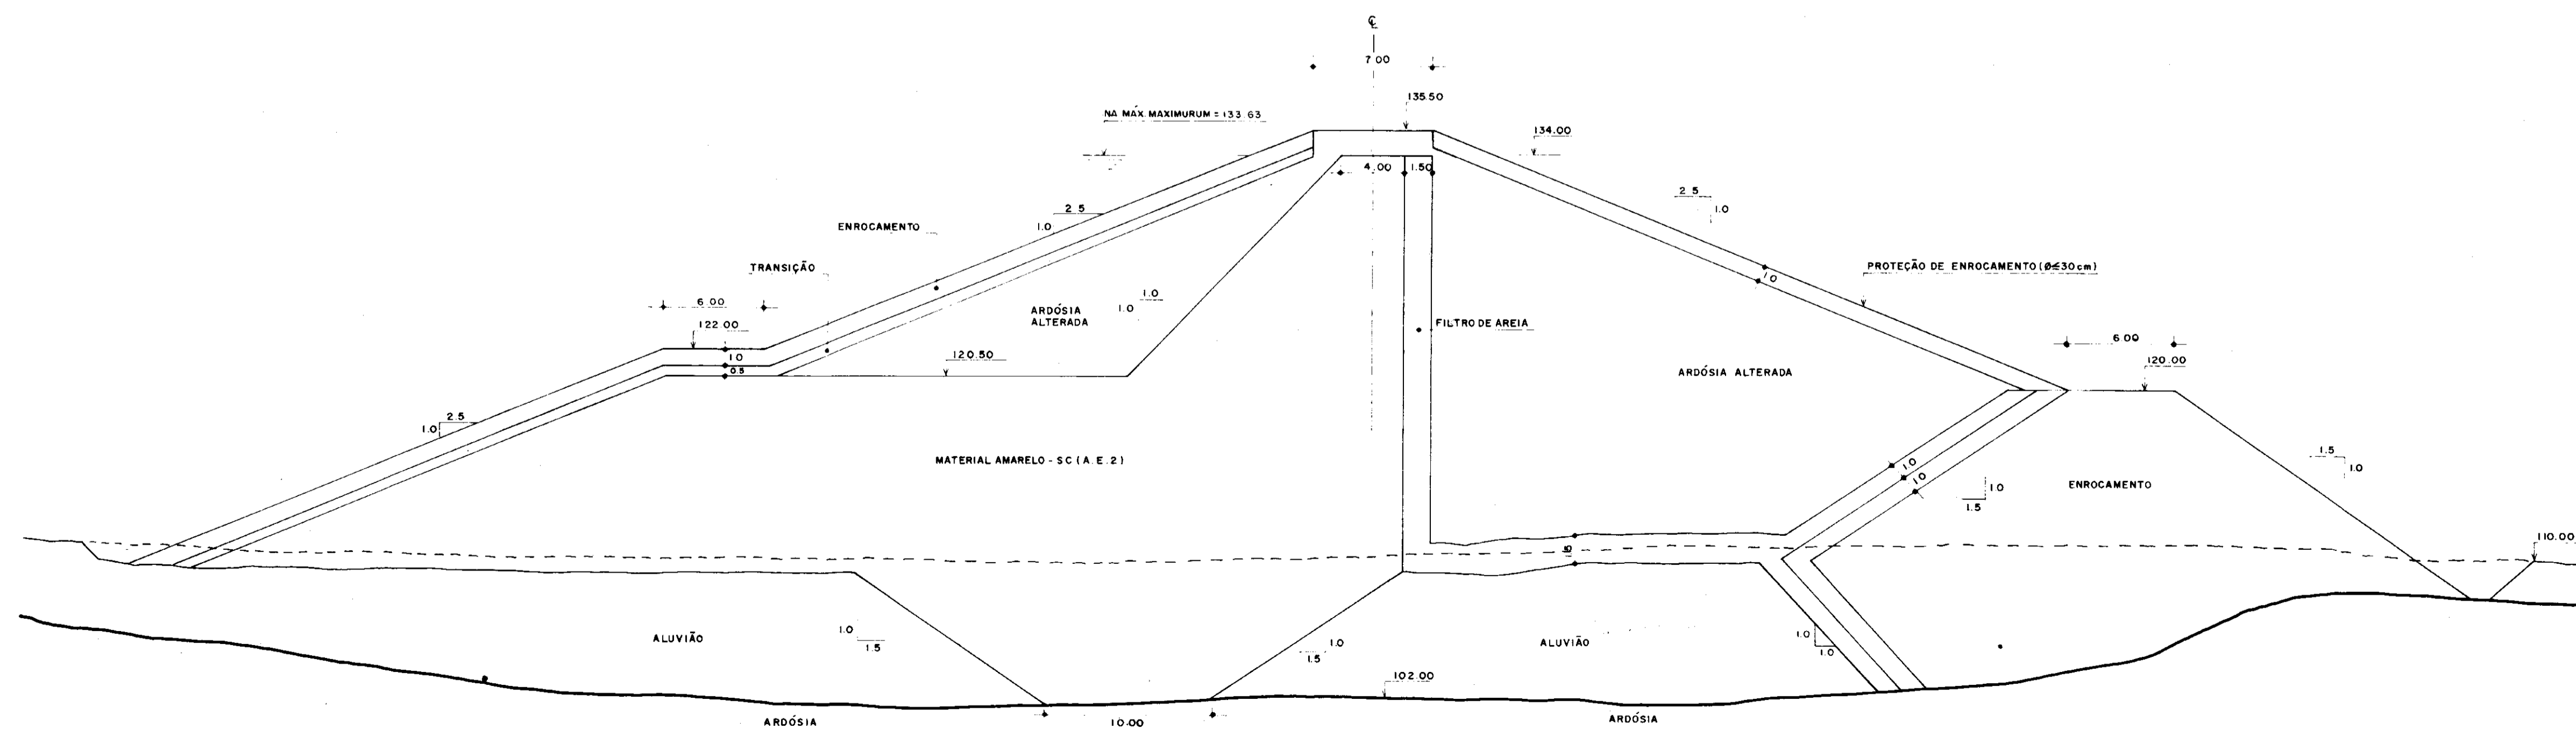 ℄
7.00
135.50
NA MÁX. MAXIMURUM = 133.63
134.00
4.00
1.50
2.5
1.0
2.5
1.0
ENROCAMENTO
TRANSIÇÃO
PROTEÇÃO DE ENROCAMENTO (Ø≤30cm)
1.0
6.00
1.0
1.0
ARDÓSIA
ALTERADA
122.00
FILTRO DE AREIA
6.00
1.0
0.5
120.50
120.00
ARDÓSIA ALTERADA
2.5
1.0
MATERIAL AMARELO - SC (A.E.2)
1.0
1.0
1.5
1.0
1.0
1.5
ENROCAMENTO
110.00
ALUVIÃO
1.0
1.5
1.0
1.5
ALUVIÃO
1.0
1.0
102.00
ARDÓSIA
10.00
ARDÓSIA